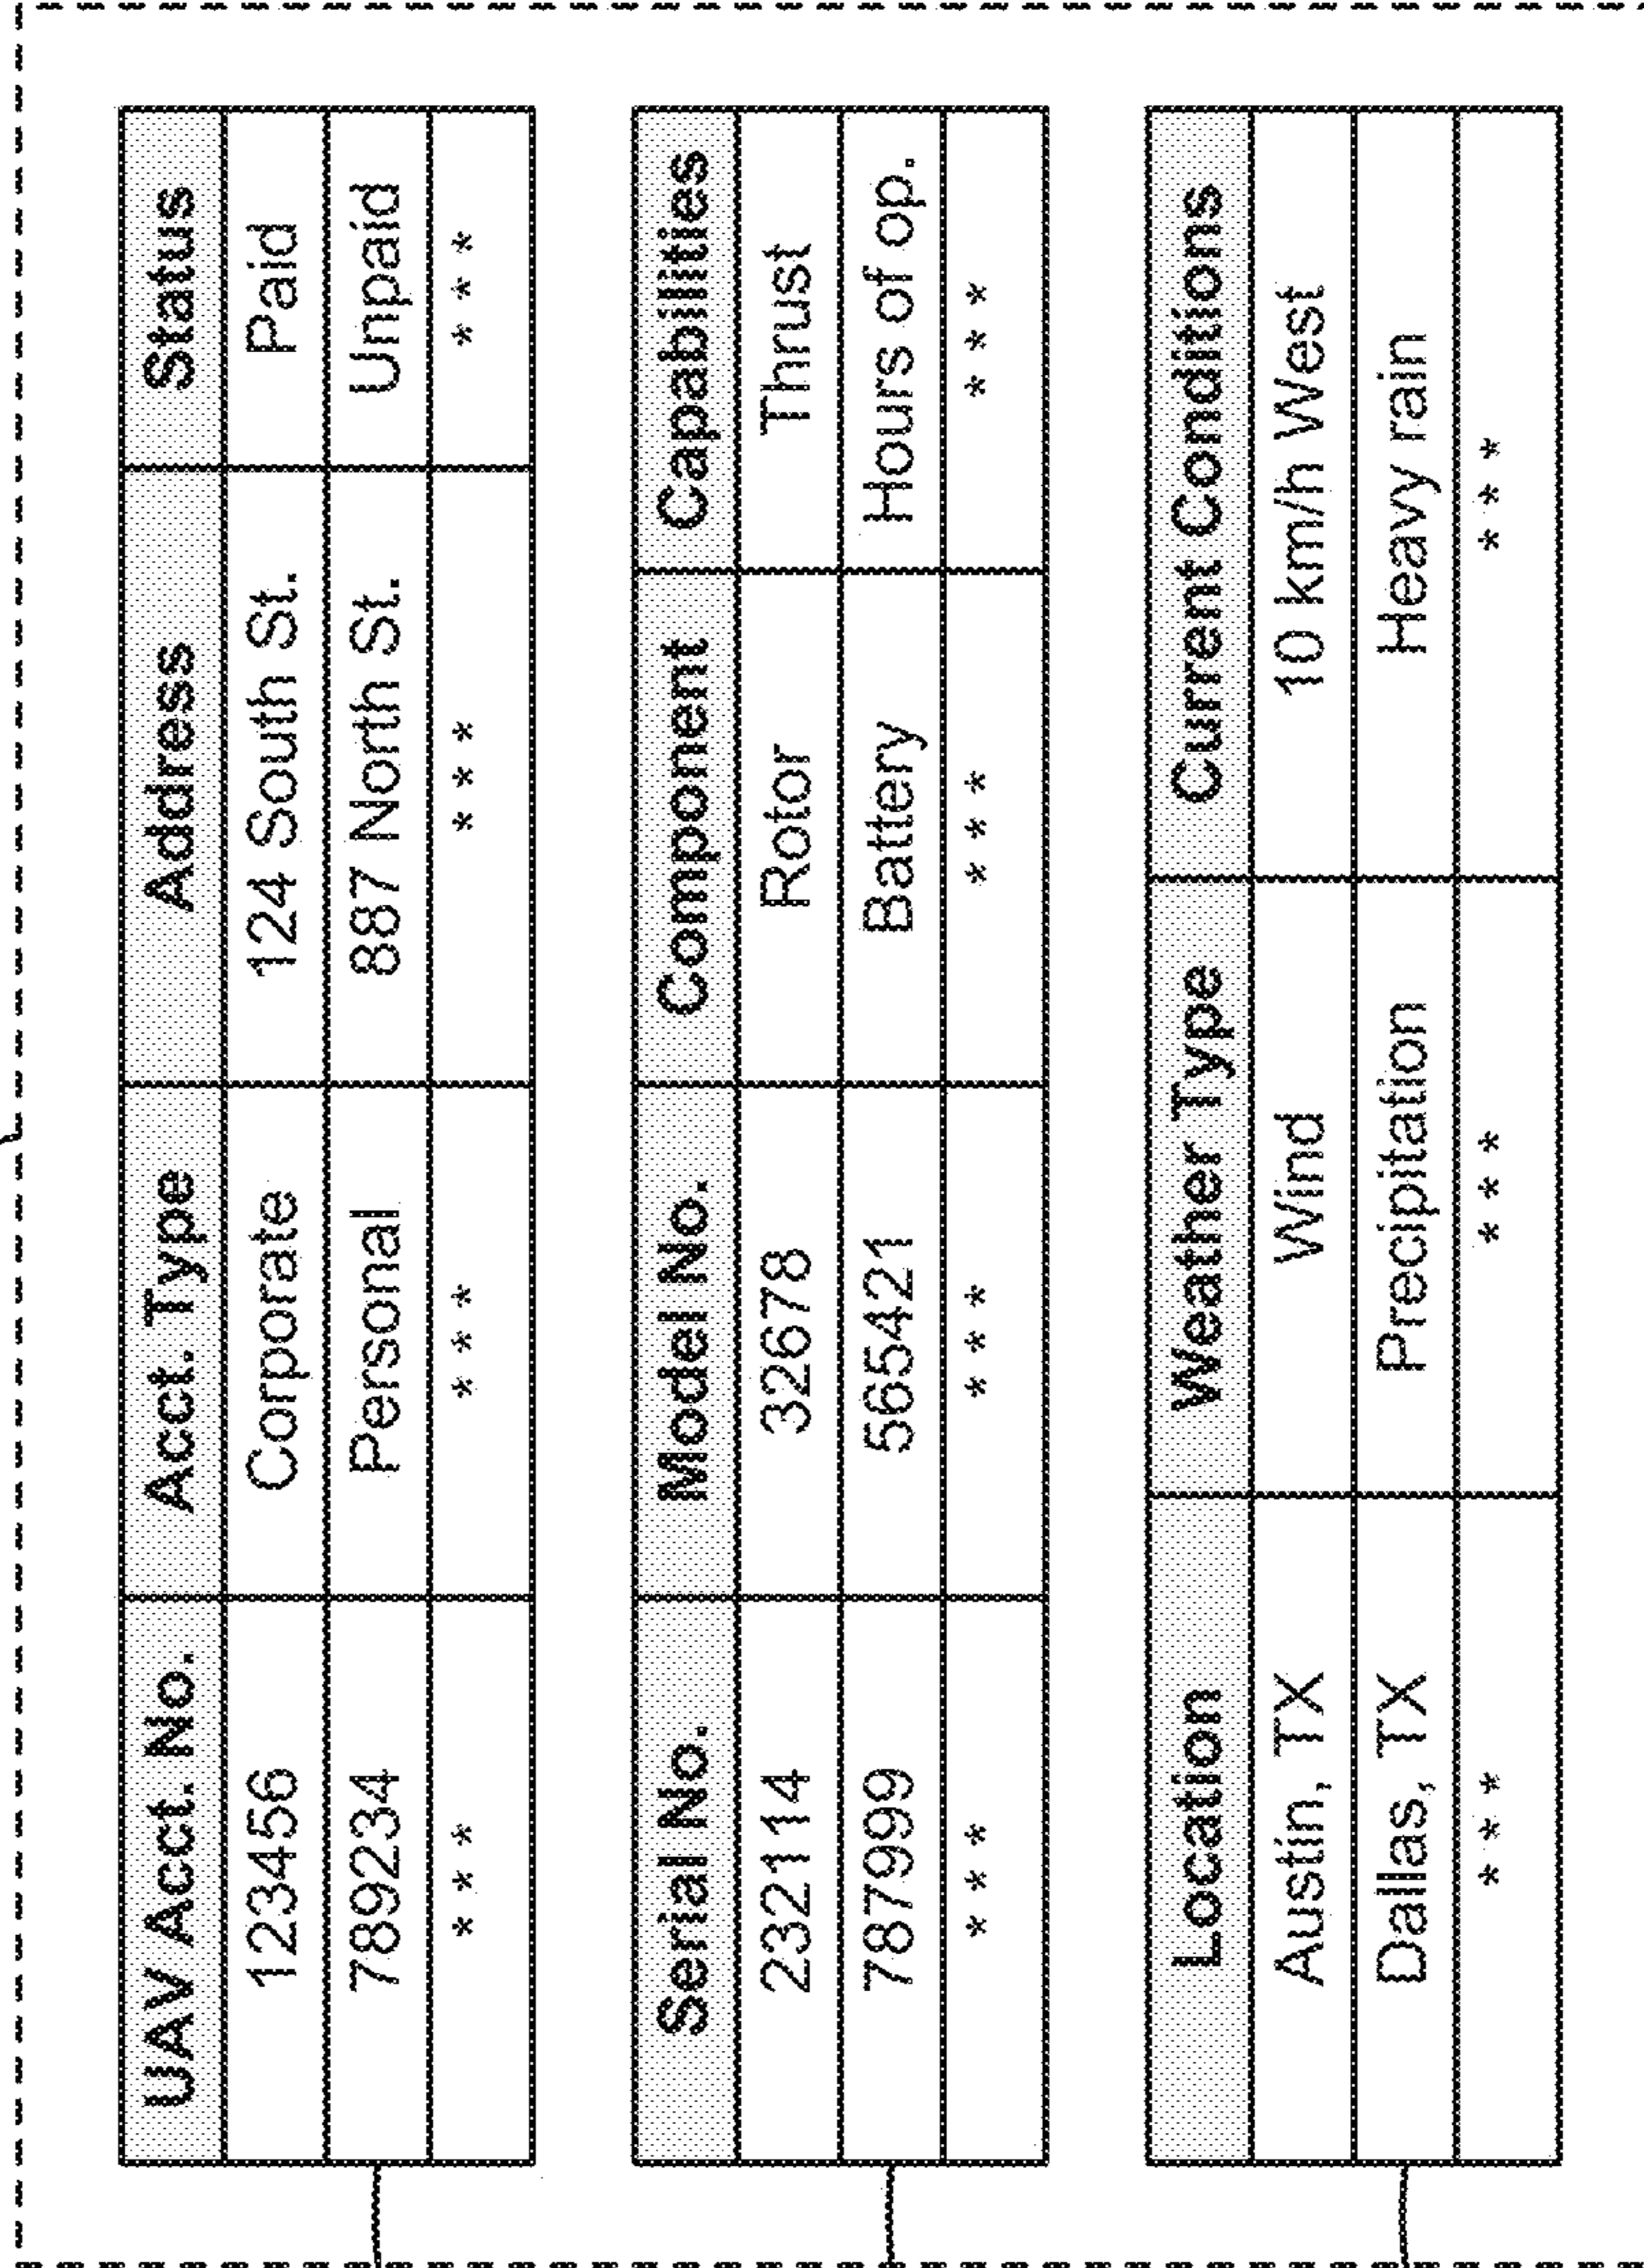 UAV Acct. No. Acct. Type Address Status
123456 Corporate 124 South St. Paid
789234 Personal 887 North St. Unpaid
* * * * * * * * * * * *
Serial No. Model No. Component Capabilities
232114 32678 Rotor Thrust
787999 565421 Battery Hours of op.
* * * * * * * * * * * *
Location Weather Type Current Conditions
Austin, TX Wind 10 km/h West
Dallas, TX Precipitation Heavy rain
* * * * * * * * *